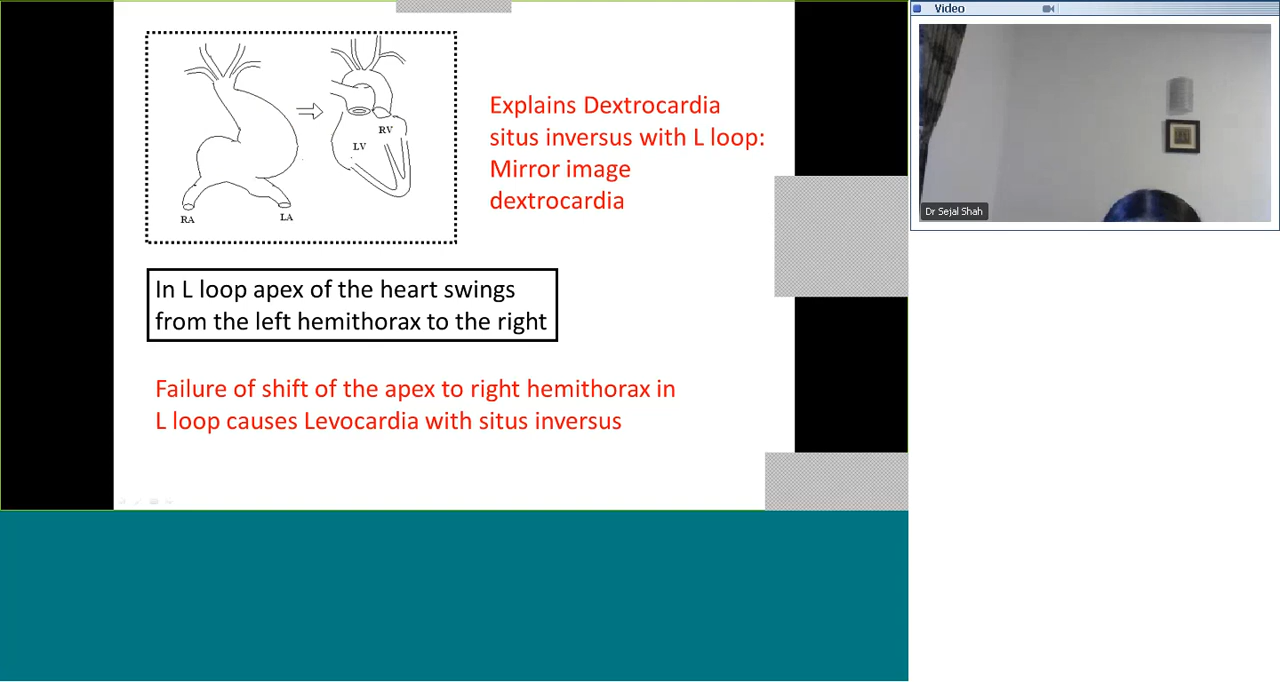 RA
LA
LV
RV
Explains Dextrocardia
situs inversus with L loop:
Mirror image
dextrocardia
In L loop apex of the heart swings
from the left hemithorax to the right
Failure of shift of the apex to right hemithorax in
L loop causes Levocardia with situs inversus
Video
Dr Sejal Shah